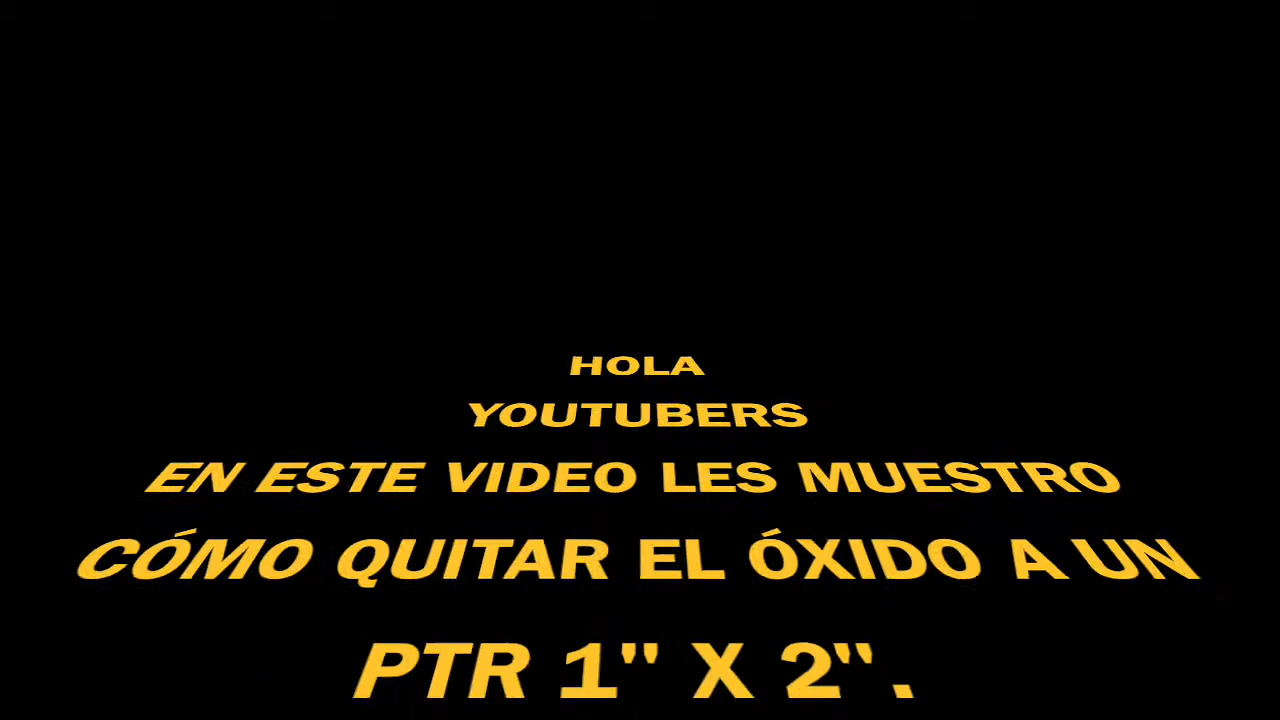 HOLA
YOUTUBERS
EN ESTE VIDEO LES MUESTRO
CÓMO QUITAR EL ÓXIDO A UN
PTR 1" X 2".